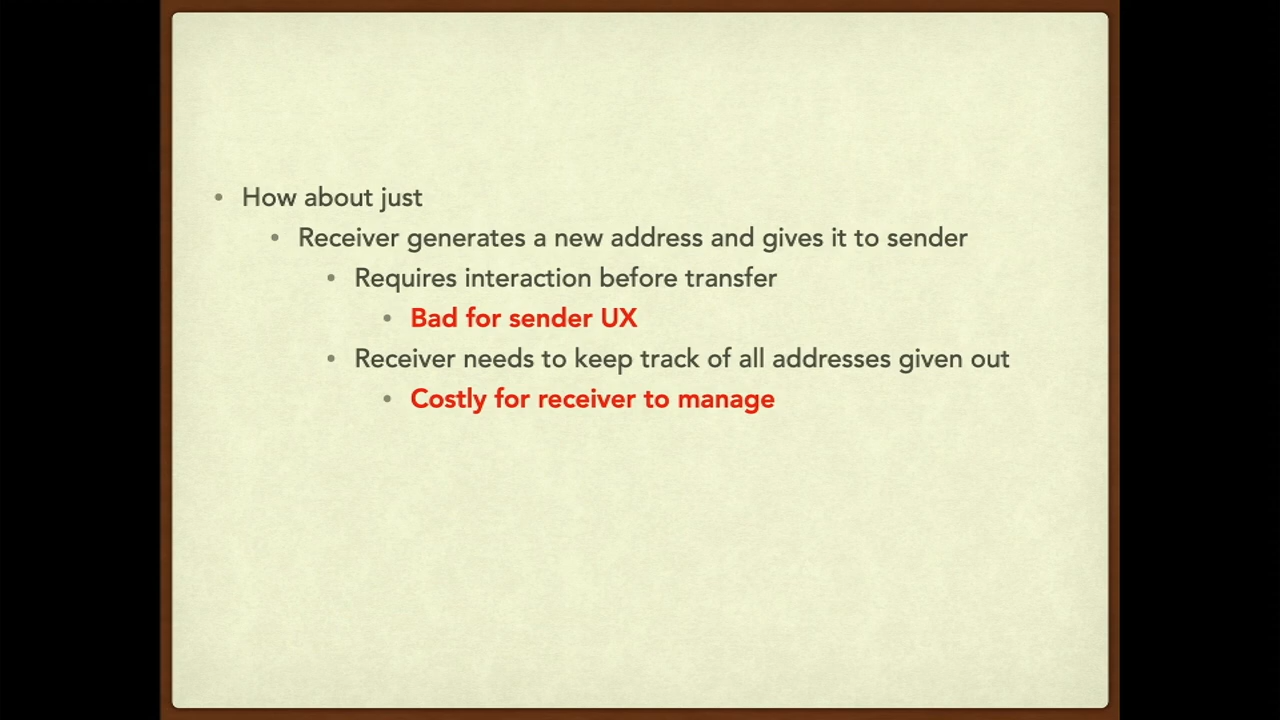 • How about just
• Receiver generates a new address and gives it to sender
• Requires interaction before transfer
• Bad for sender UX
• Receiver needs to keep track of all addresses given out
• Costly for receiver to manage